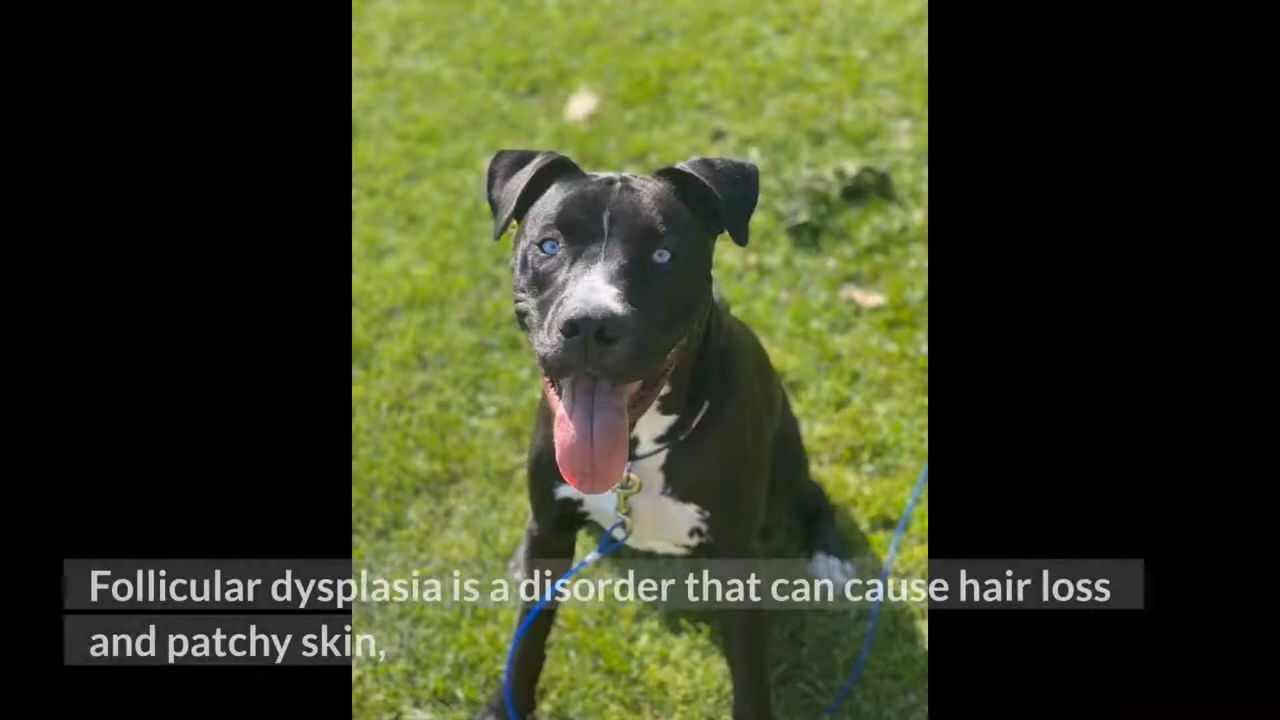 Follicular dysplasia is a disorder that can cause hair loss
and patchy skin,